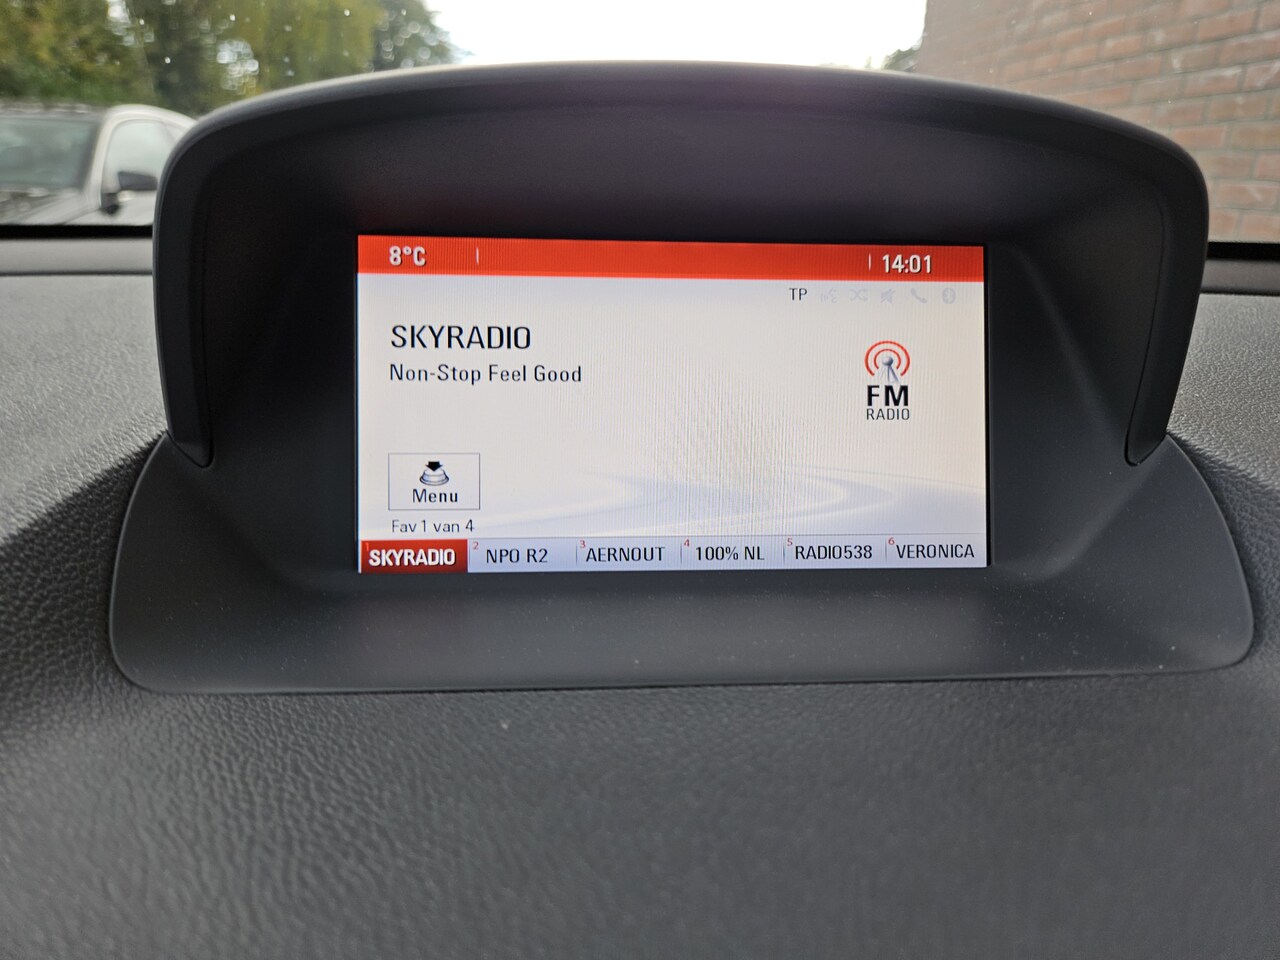 8°C
14:01
TP
SKYRADIO
Non-Stop Feel Good
FM
RADIO
Menu
Fav 1 van 4
1 SKYRADIO 2 NPO R2 3 AERNOUT 4 100% NL 5 RADIO538 6 VERONICA